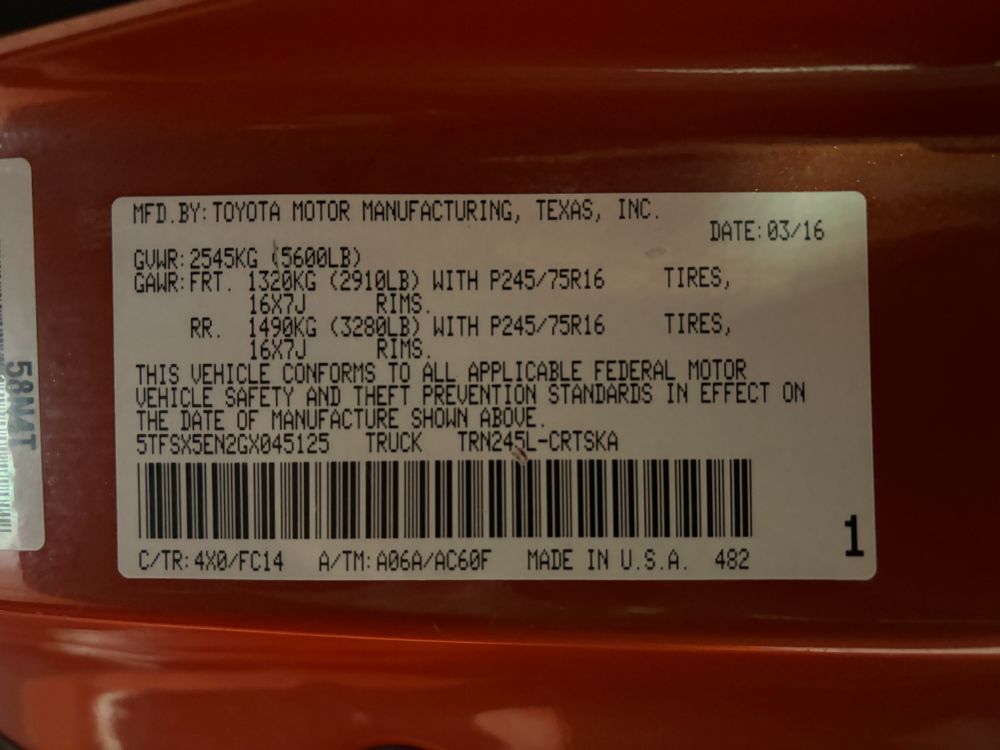 MFD.BY:TOYOTA MOTOR MANUFACTURING, TEXAS, INC.
DATE:03/16
GVWR:2545KG (5600LB)
GAWR:FRT. 1320KG (2910LB) WITH P245/75R16 TIRES,
16X7J RIMS.
RR. 1490KG (3280LB) WITH P245/75R16 TIRES,
16X7J RIMS.
THIS VEHICLE CONFORMS TO ALL APPLICABLE FEDERAL MOTOR
VEHICLE SAFETY AND THEFT PREVENTION STANDARDS IN EFFECT ON
THE DATE OF MANUFACTURE SHOWN ABOVE.
5TFSX5EN2GX045125 TRUCK TRN245L-CRTSKA
C/TR:4X0/FC14 A/TM:A06A/AC60F MADE IN U.S.A. 482
1
58N4T